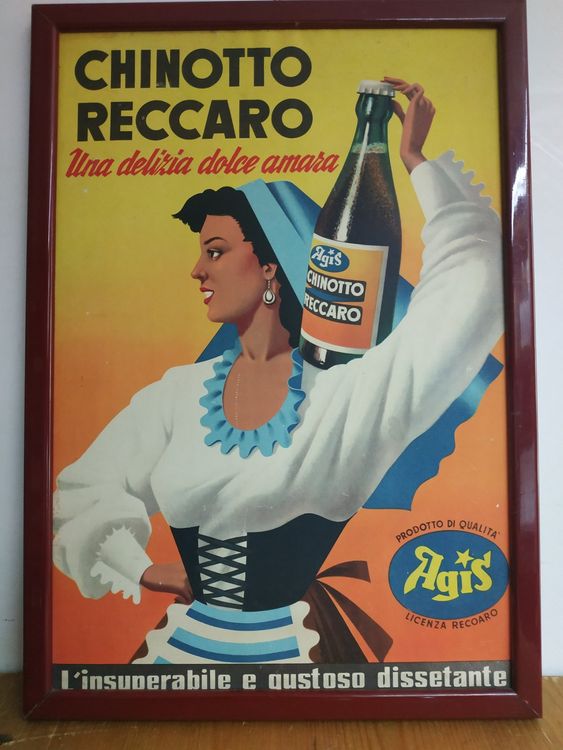 CHINOTTO
RECCARO
Una delizia dolce amara
Agis
CHINOTTO
RECCARO
PRODOTTO DI QUALITA'
Agis
LICENZA RECOARO
L'insuperabile e gustoso dissetante